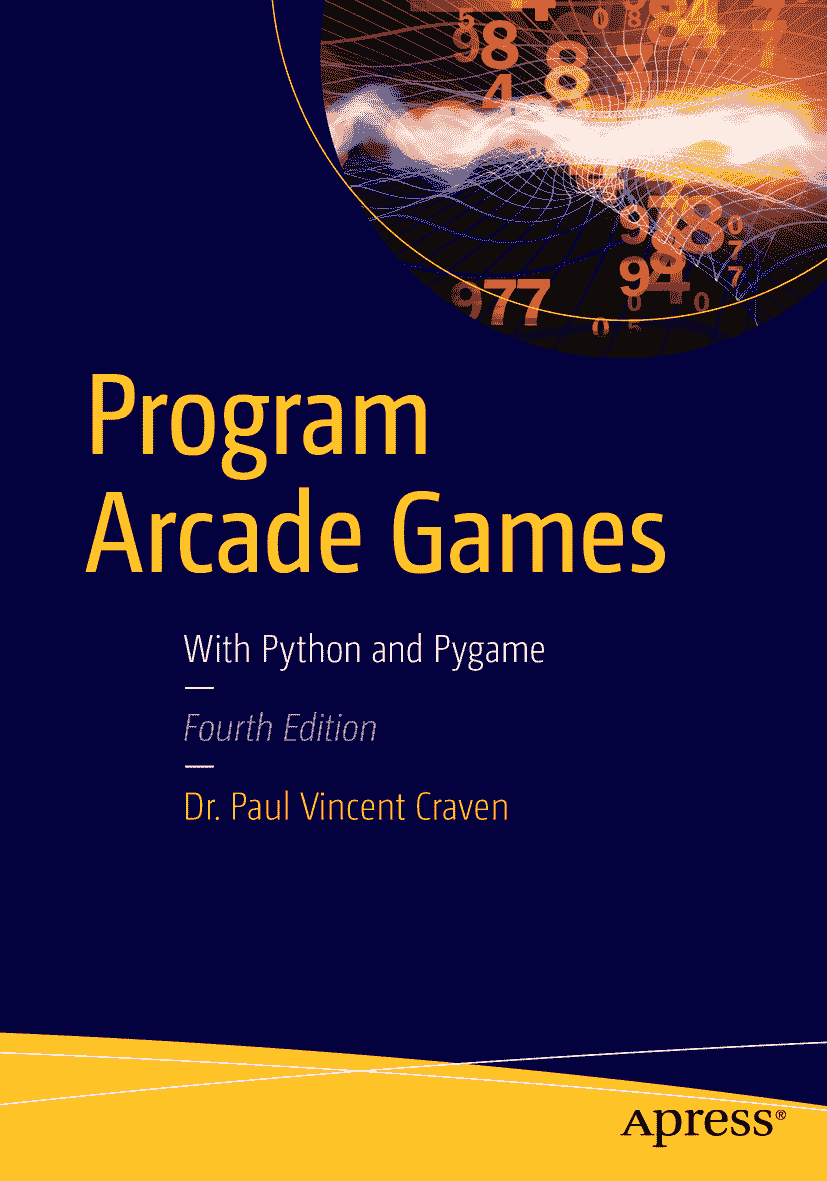 Program
Arcade Games
With Python and Pygame
Fourth Edition
Dr. Paul Vincent Craven
Apress®